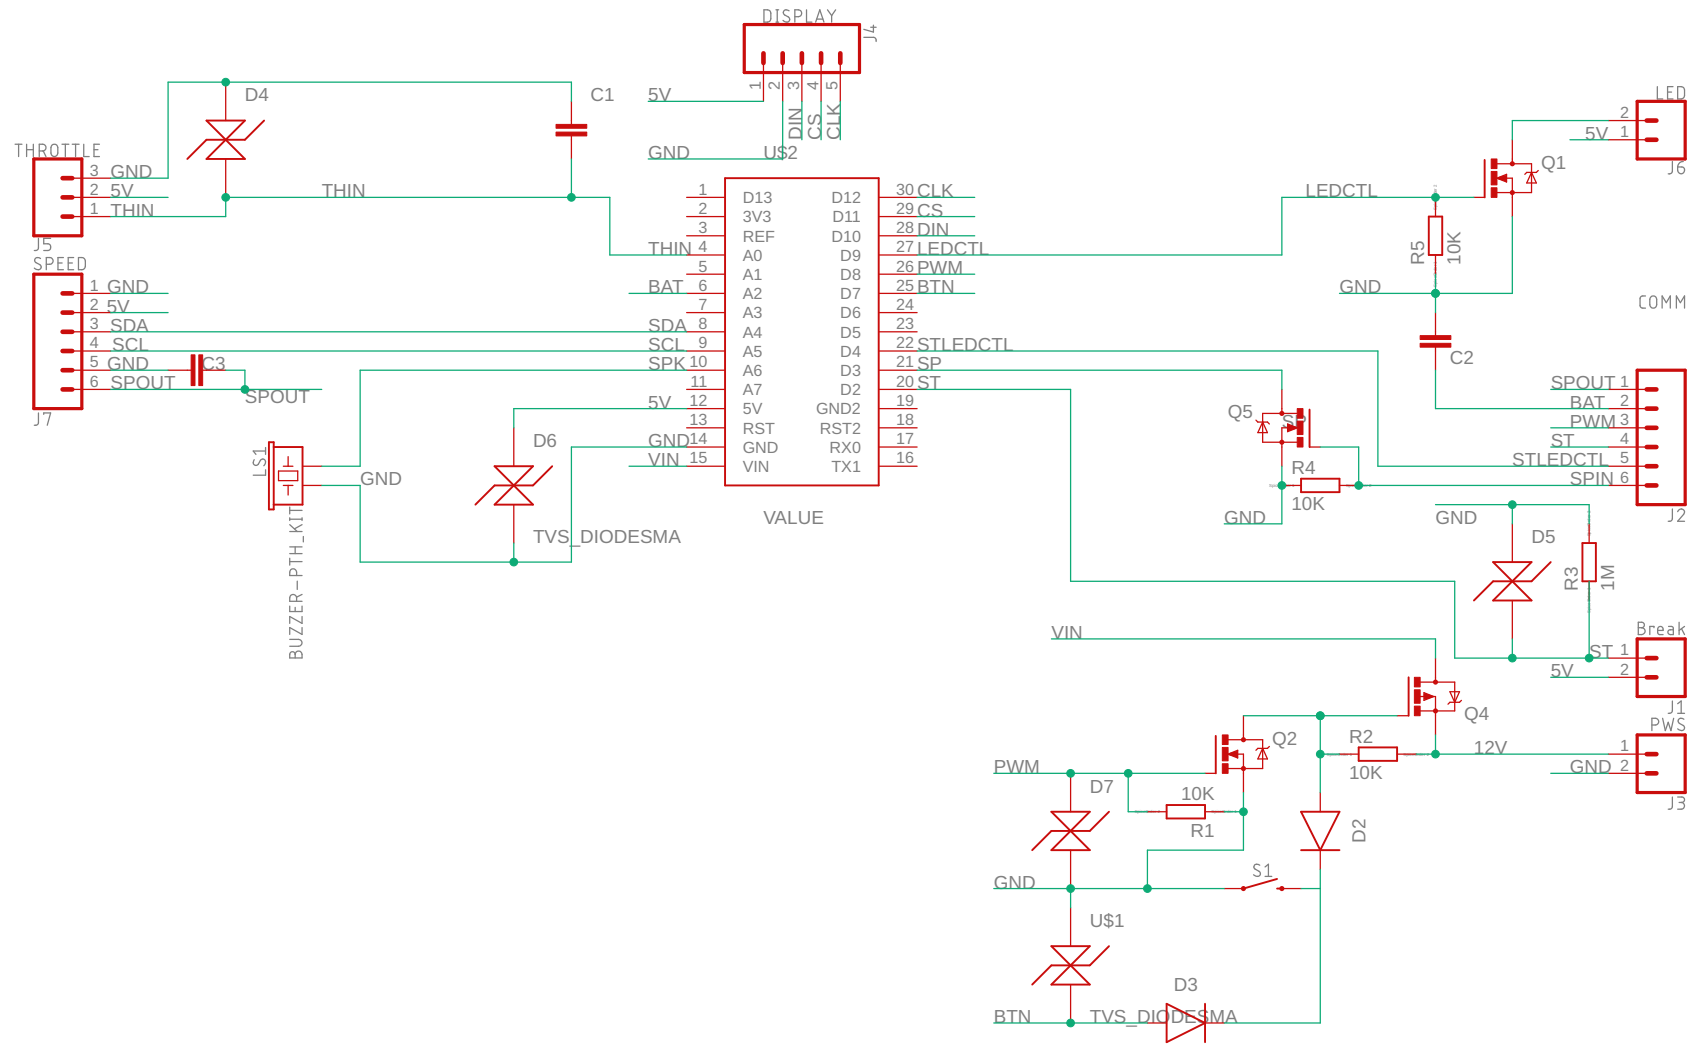 DISPLAY
J4
1
2
3
4
5
5V
GND
DIN
CS
CLK
U$2
D4
C1
THIN
THROTTLE
3 GND
2 5V
1 THIN
J5
SPEED
1 GND
2 5V
3 SDA
4 SCL
5 GND
6 SPOUT
J7
C3
SPOUT
LS1
BUZZER-PTH_KIT
GND
D6
TVS_DIODESMA
1 D13
2 3V3
3 REF
THIN 4 A0
5 A1
BAT 6 A2
7 A3
SDA 8 A4
SCL 9 A5
SPK 10 A6
11 A7
5V 12 5V
13 RST
GND 14 GND
VIN 15 VIN
D12 30 CLK
D11 29 CS
D10 28 DIN
D9 27 LEDCTL
D8 26 PWM
D7 25 BTN
D6 24
D5 23
D4 22 STLEDCTL
D3 21 SP
D2 20 ST
GND2 19
RST2 18
RX0 17
TX1 16
VALUE
LED
2
5V 1
J6
Q1
LEDCTL
R5
10K
GND
C2
COMM
SPOUT 1
BAT 2
PWM 3
ST 4
STLEDCTL 5
SPIN 6
J2
Q5
SP
R4
10K
GND
GND
D5
R3
1M
Break
ST 1
5V 2
J1
PWS
12V 1
GND 2
J3
VIN
Q4
R2
10K
Q2
PWM
D7
10K
R1
D2
GND
S1
U$1
D3
BTN
TVS_DIODESMA